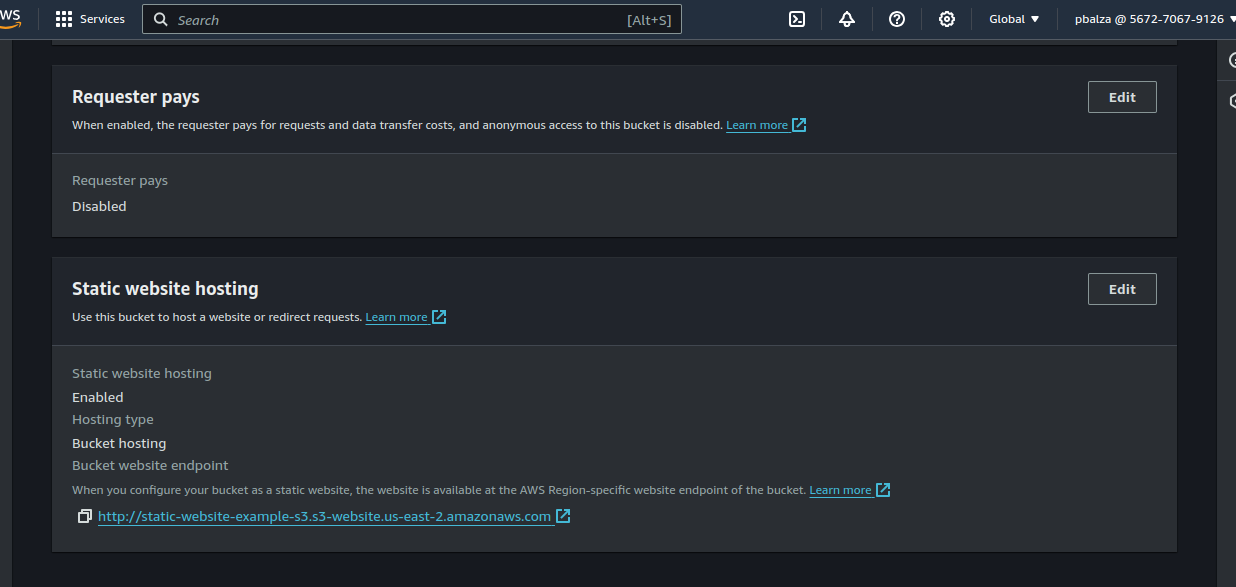 aws
Services
Search [Alt+S]
Global ▼
pbalza @ 5672-7067-9126 ▼
Requester pays
Edit
When enabled, the requester pays for requests and data transfer costs, and anonymous access to this bucket is disabled. Learn more
Requester pays
Disabled
Static website hosting
Edit
Use this bucket to host a website or redirect requests. Learn more
Static website hosting
Enabled
Hosting type
Bucket hosting
Bucket website endpoint
When you configure your bucket as a static website, the website is available at the AWS Region-specific website endpoint of the bucket. Learn more
http://static-website-example-s3.s3-website.us-east-2.amazonaws.com